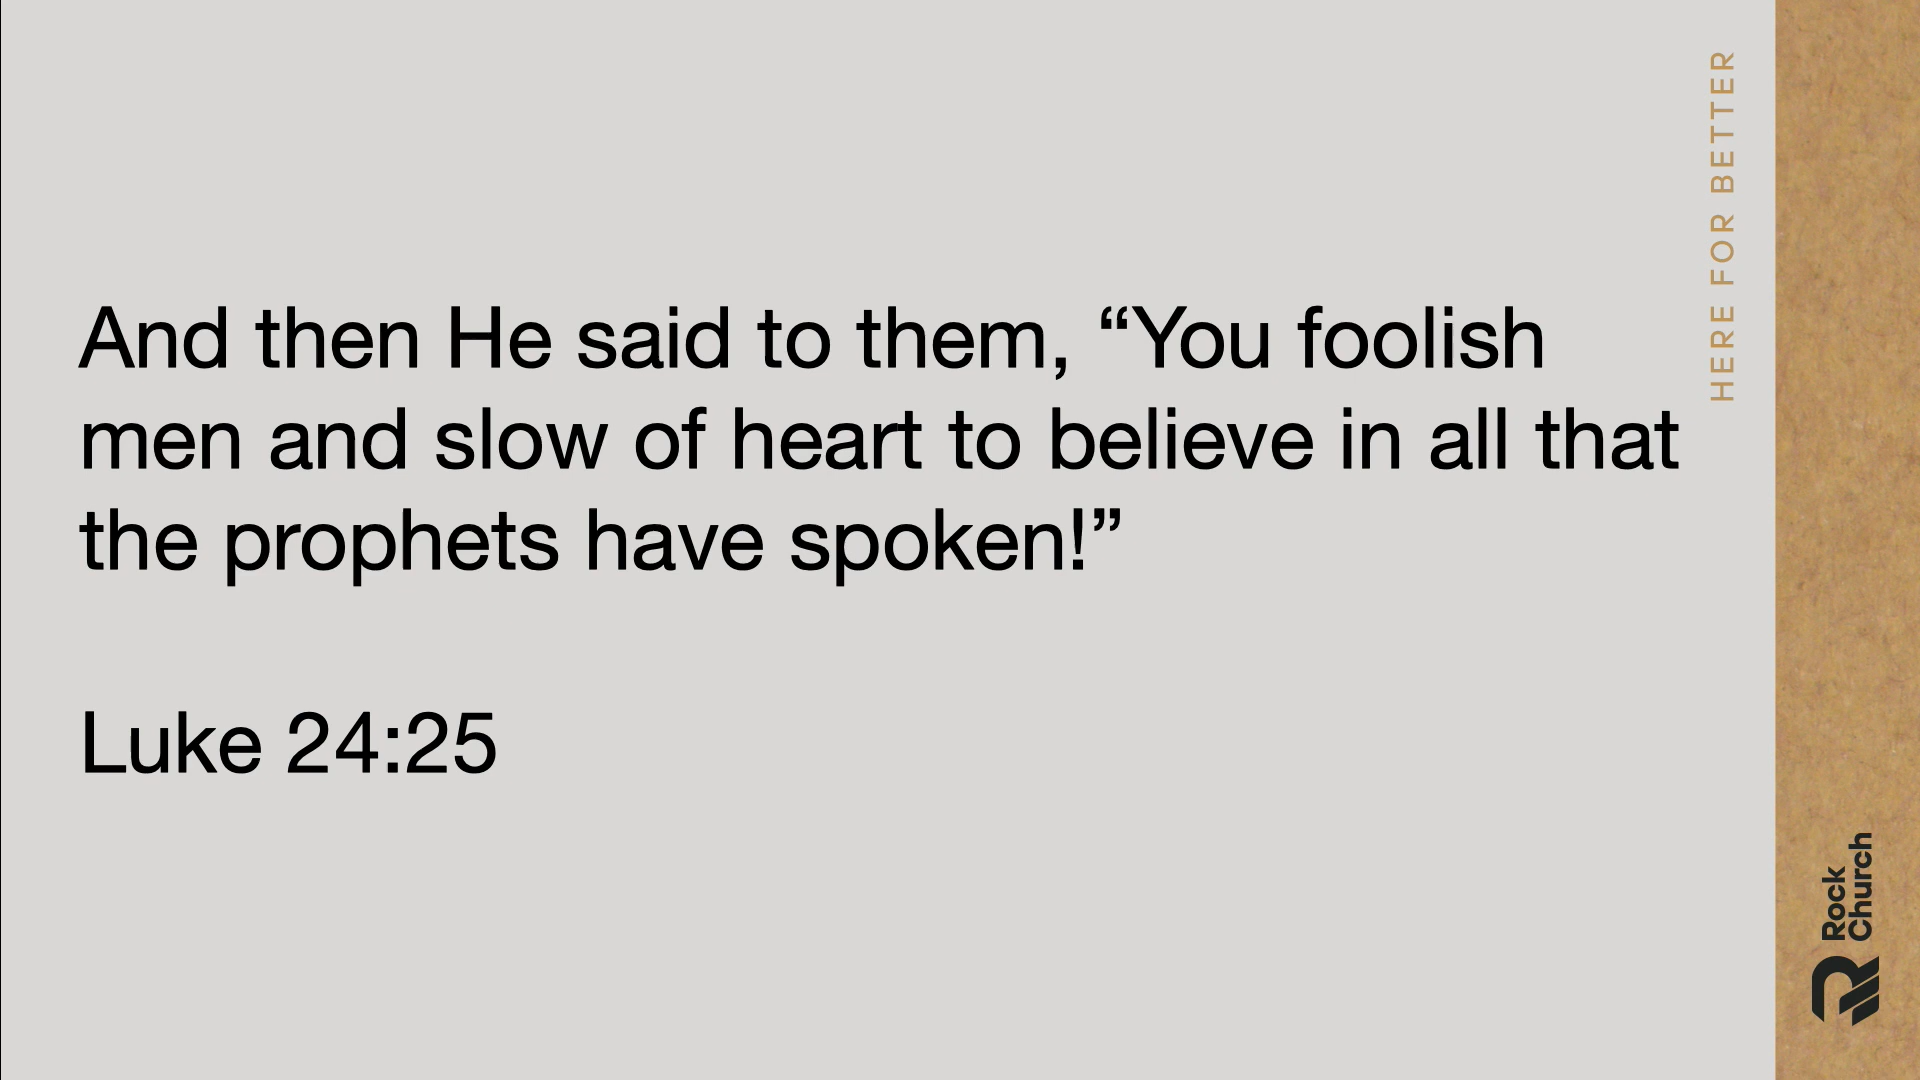 And then He said to them, “You foolish
men and slow of heart to believe in all that
the prophets have spoken!”
Luke 24:25
HERE FOR BETTER
Rock
Church